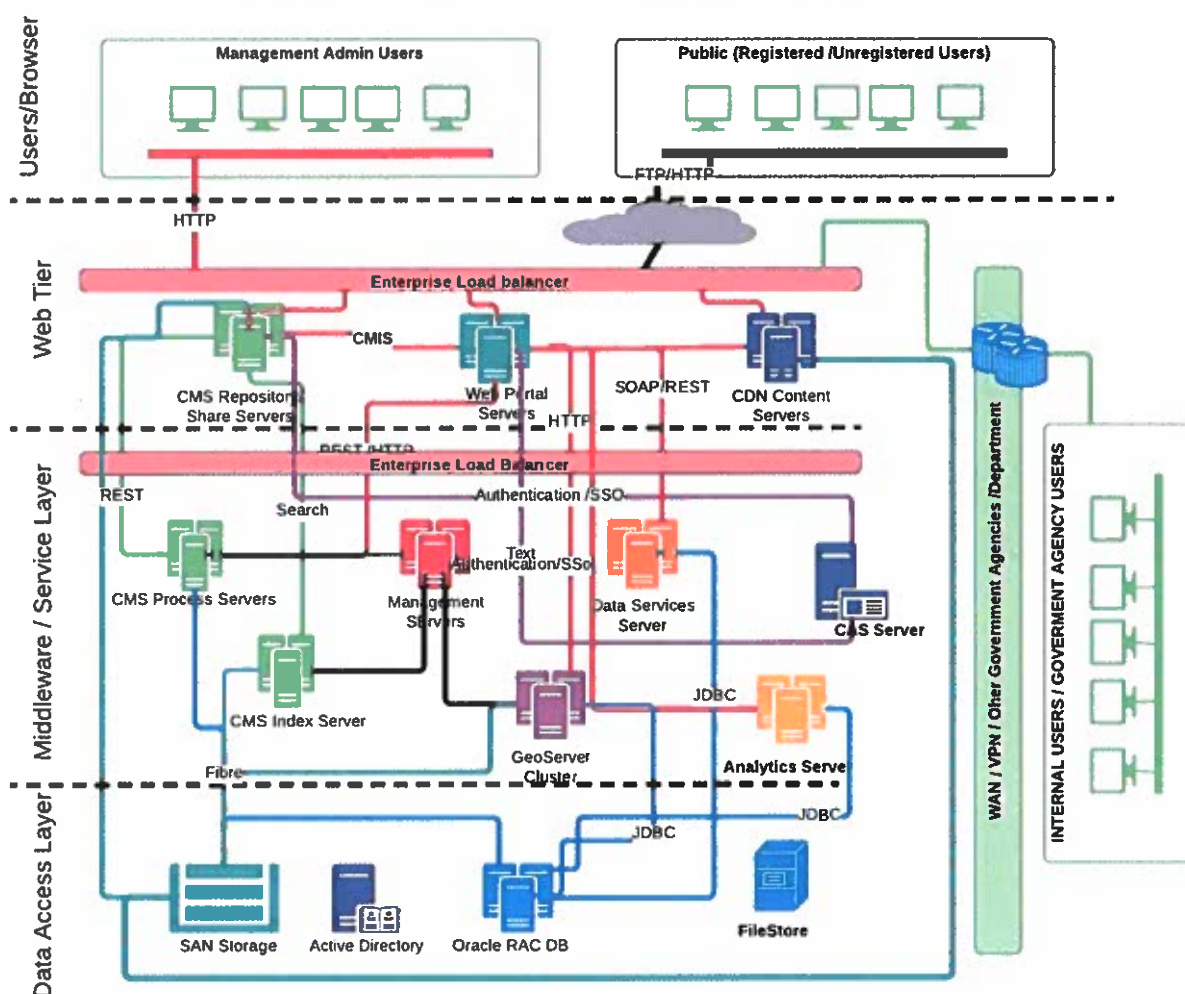 Users/Browser
Management Admin Users
Public (Registered /Unregistered Users)
FTP/HTTP
HTTP
Web Tier
Enterprise Load balancer
CMIS
CMS Repository
Share Servers
Web Portal
Servers
SOAP/REST
CDN Content
Servers
HTTP
REST/HTTP
Enterprise Load Balancer
Middleware / Service Layer
REST
Search
Authentication /SSO
Text
Authentication/SSo
CMS Process Servers
Management
Servers
Data Services
Server
CAS Server
CMS Index Server
JDBC
GeoServer
Cluster
Analytics Serve
Fibre
Data Access Layer
JDBC
JDBC
SAN Storage
Active Directory
Oracle RAC DB
FileStore
WAN / VPN / Oher Government Agencies /Department
INTERNAL USERS / GOVERMENT AGENCY USERS